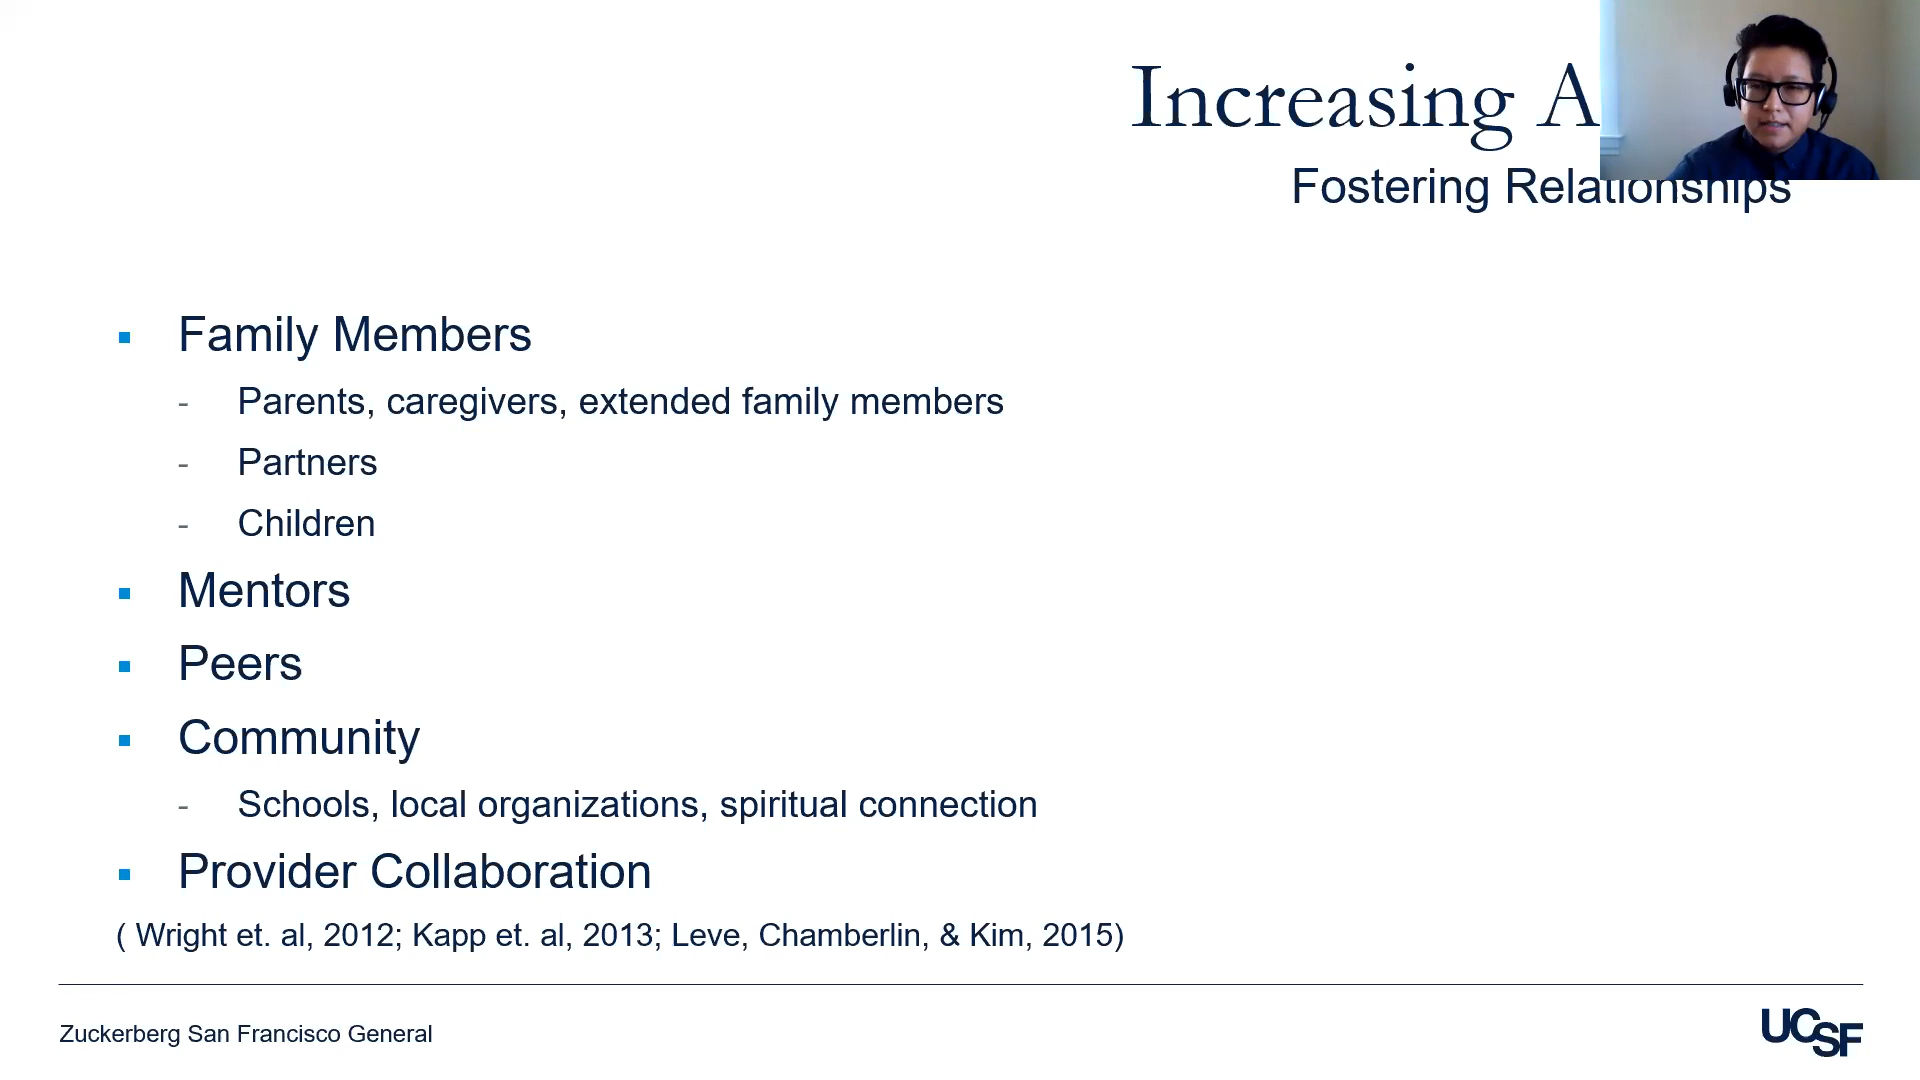 Increasing A
Fostering Relationships
▪ Family Members
- Parents, caregivers, extended family members
- Partners
- Children
▪ Mentors
▪ Peers
▪ Community
- Schools, local organizations, spiritual connection
▪ Provider Collaboration
( Wright et. al, 2012; Kapp et. al, 2013; Leve, Chamberlin, & Kim, 2015)
Zuckerberg San Francisco General
UCSF